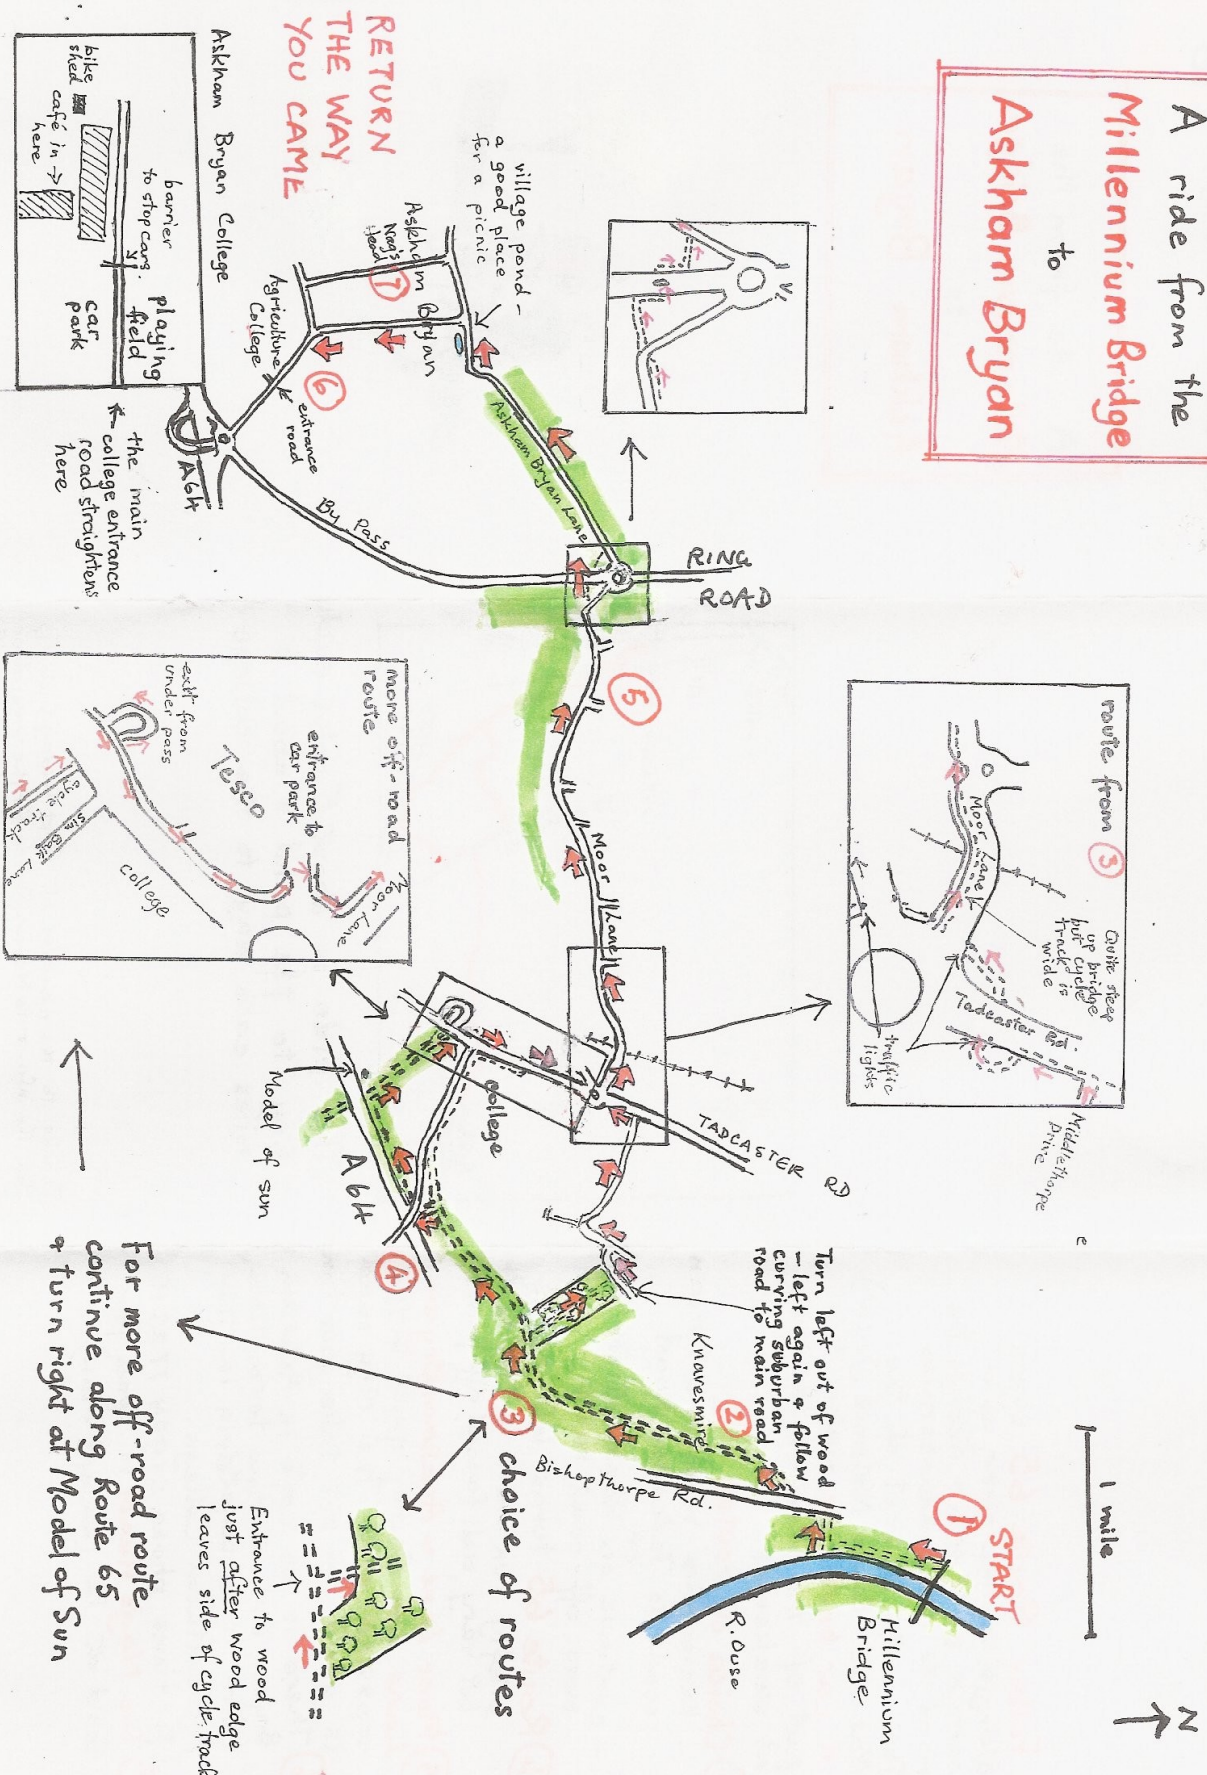 A ride from the
Millennium Bridge
to
Askham Bryan
RETURN
THE WAY
YOU CAME
village pond -
a good place
for a picnic
Askham Bryan
Nags
Head
7
Agriculture
College
entrance
road
6
Askham Bryan Lane
RING
ROAD
By Pass
A64
Askham Bryan College
bike
shed
café in →
here
barrier
to stop cars
playing
field
car
park
the main
college entrance
road straightens
here
5
Moor Lane
route from 3
Moor Lane
Quite steep
up bridge
but cycle
track is
wide
Tadcaster Rd.
traffic
lights
Middlethorpe
Drive
more off-road
route
exit from
under pass
Tesco
entrance to
car park
Moor Lane
cycle track
Sim Balk Lane
college
TADCASTER RD
college
Model of sun
A64
4
Turn left out of wood
- left again & follow
curving suburban
road to main road
Knavesmire
2
Bishopthorpe Rd.
START
1
Millennium
Bridge
R. Ouse
1 mile
N
3 choice of routes
For more off-road route
continue along Route 65
& turn right at Model of Sun
Entrance to wood
just after wood edge
leaves side of cycle track